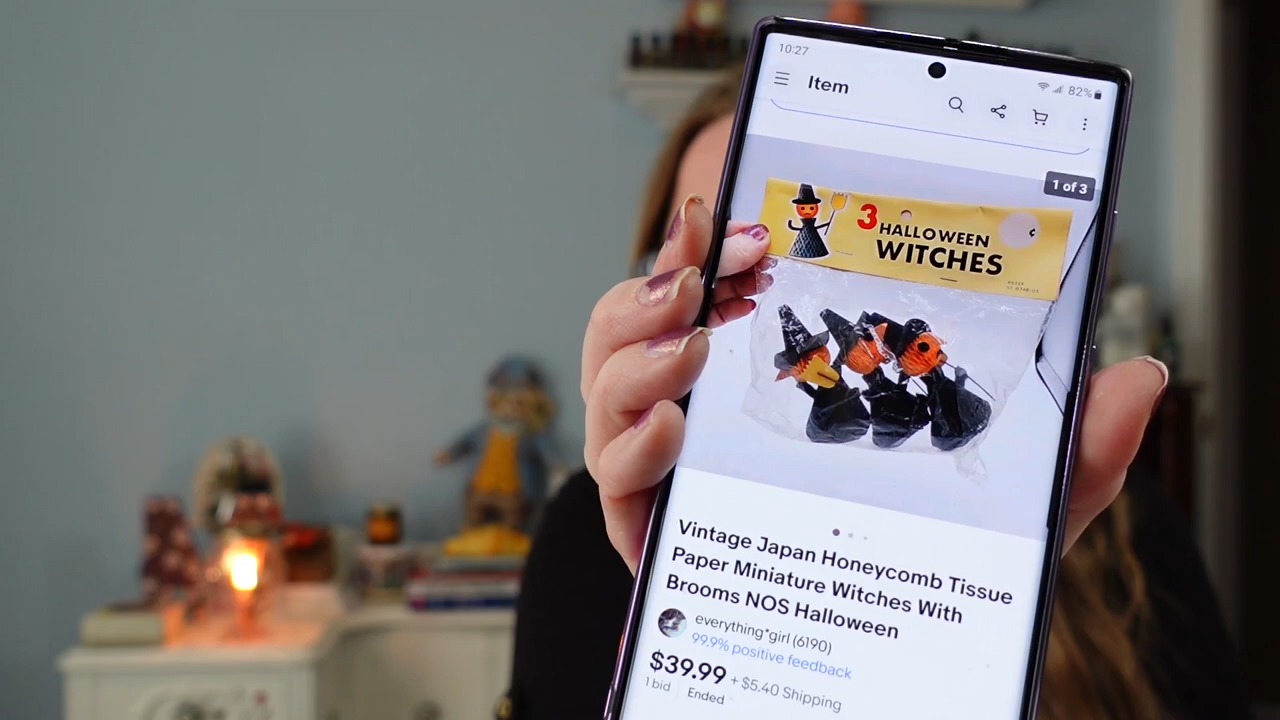 10:27
82%
Item
1 of 3
3 HALLOWEEN
WITCHES
¢
Vintage Japan Honeycomb Tissue
Paper Miniature Witches With
Brooms NOS Halloween
everything*girl (6190)
99.9% positive feedback
$39.99 + $5.40 Shipping
1 bid Ended